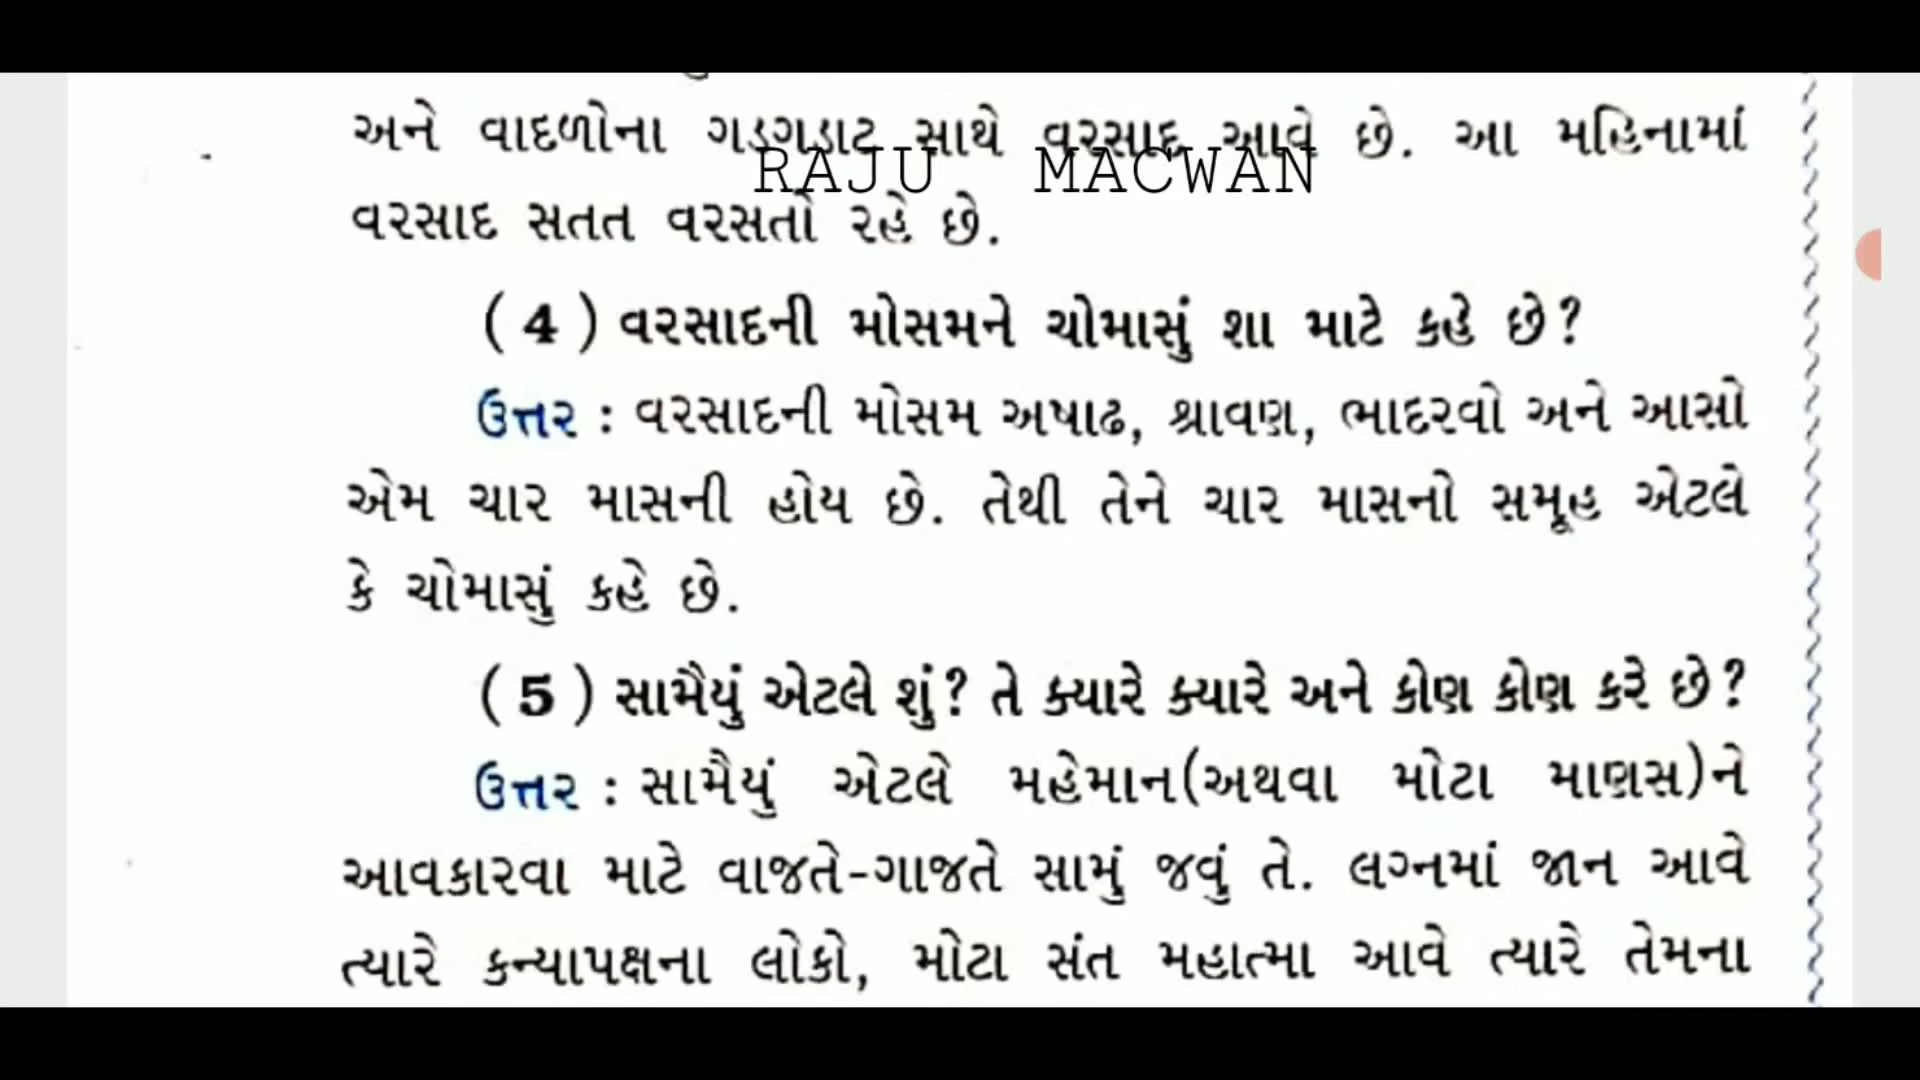 અને વાદળોના ગડગડાટ સાથે વરસાદ આવે છે. આ મહિનામાં
RAJU MACWAN
વરસાદ સતત વરસતો રહે છે.
(4) વરસાદની મોસમને ચોમાસું શા માટે કહે છે?
ઉત્તર : વરસાદની મોસમ અષાઢ, શ્રાવણ, ભાદરવો અને આસો
એમ ચાર માસની હોય છે. તેથી તેને ચાર માસનો સમૂહ એટલે
કે ચોમાસું કહે છે.
(5) સામૈયું એટલે શું? તે ક્યારે ક્યારે અને કોણ કોણ કરે છે?
ઉત્તર : સામૈયું એટલે મહેમાન(અથવા મોટા માણસ)ને
આવકારવા માટે વાજતે-ગાજતે સામું જવું તે. લગ્નમાં જાન આવે
ત્યારે કન્યાપક્ષના લોકો, મોટા સંત મહાત્મા આવે ત્યારે તેમના